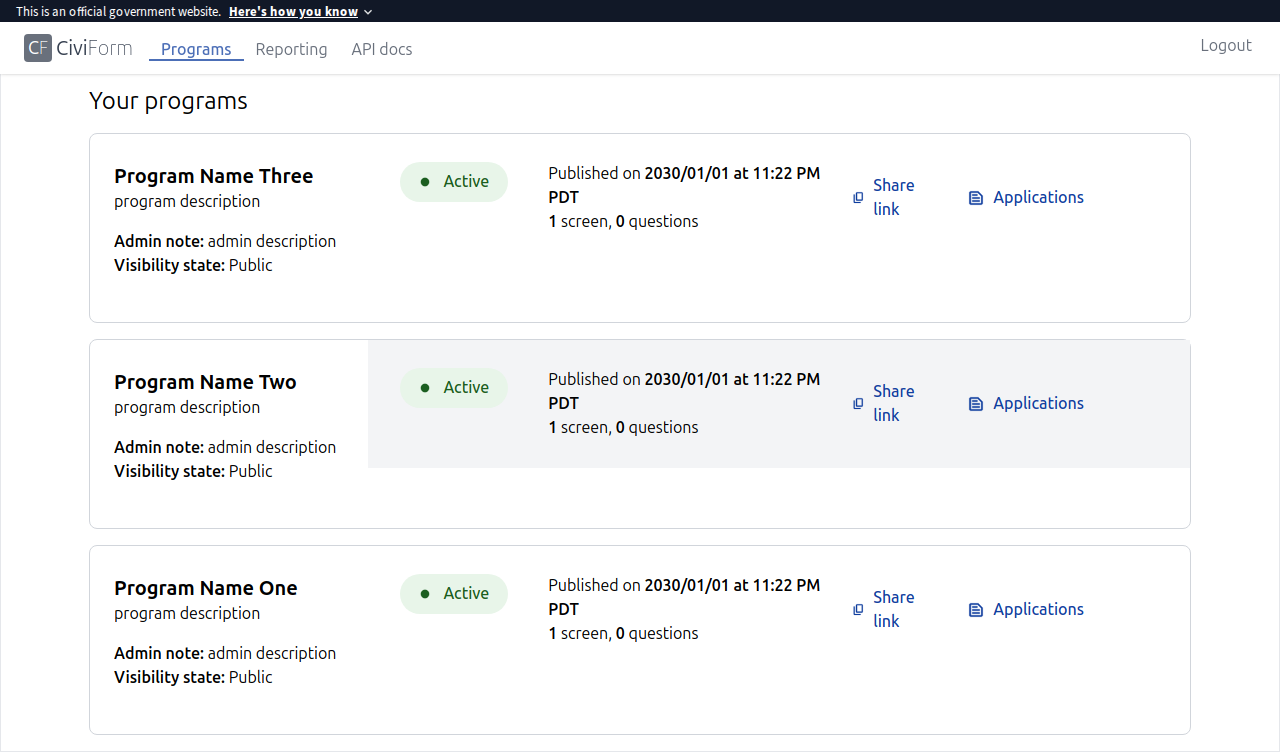 This is an official government website. Here's how you know
CF CiviForm Programs Reporting API docs Logout
Your programs
Program Name Three
program description
Admin note: admin description
Visibility state: Public
Active
Published on 2030/01/01 at 11:22 PM
PDT
1 screen, 0 questions
Share
link
Applications
Program Name Two
program description
Admin note: admin description
Visibility state: Public
Active
Published on 2030/01/01 at 11:22 PM
PDT
1 screen, 0 questions
Share
link
Applications
Program Name One
program description
Admin note: admin description
Visibility state: Public
Active
Published on 2030/01/01 at 11:22 PM
PDT
1 screen, 0 questions
Share
link
Applications